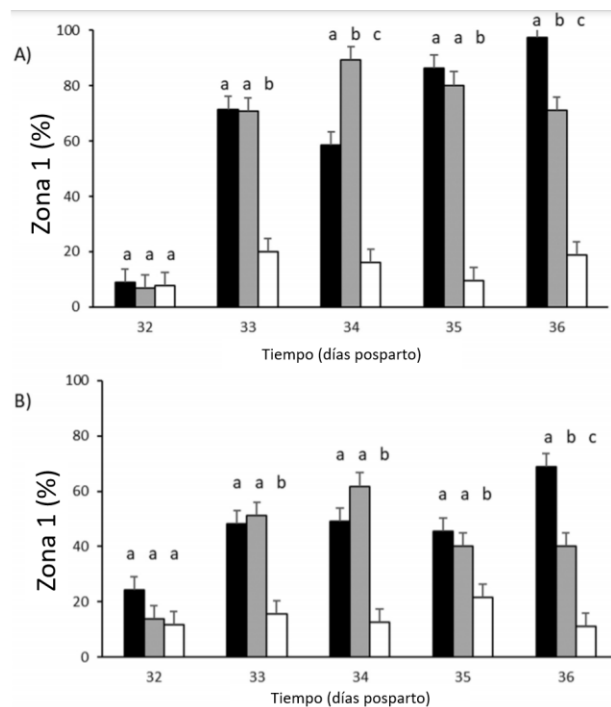 A)
Zona 1 (%)
100
80
60
40
20
0
a a a
a a b
a b c
a a b
a b c
32 33 34 35 36
Tiempo (días posparto)
B)
Zona 1 (%)
100
80
60
40
20
0
a a a
a a b
a a b
a a b
a b c
32 33 34 35 36
Tiempo (días posparto)